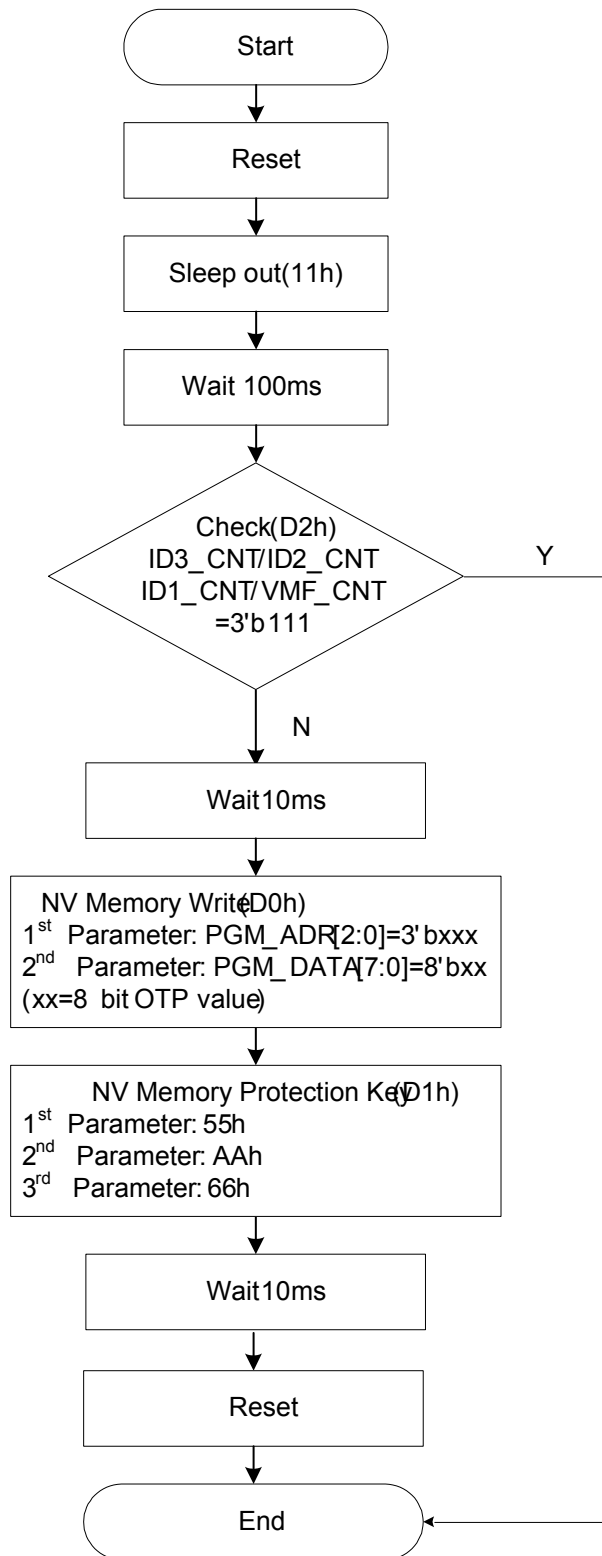 Start
Reset
Sleep out(11h)
Wait 100ms
Check(D2h)
ID3_CNT/ID2_CNT
ID1_CNT/VMF_CNT
=3'b111
Y
N
Wait10ms
NV Memory Write(D0h)
1st Parameter: PGM_ADR[2:0]=3'bxxx
2nd Parameter: PGM_DATA[7:0]=8'bxx
(xx=8 bit OTP value)
NV Memory Protection Key(D1h)
1st Parameter: 55h
2nd Parameter: AAh
3rd Parameter: 66h
Wait10ms
Reset
End